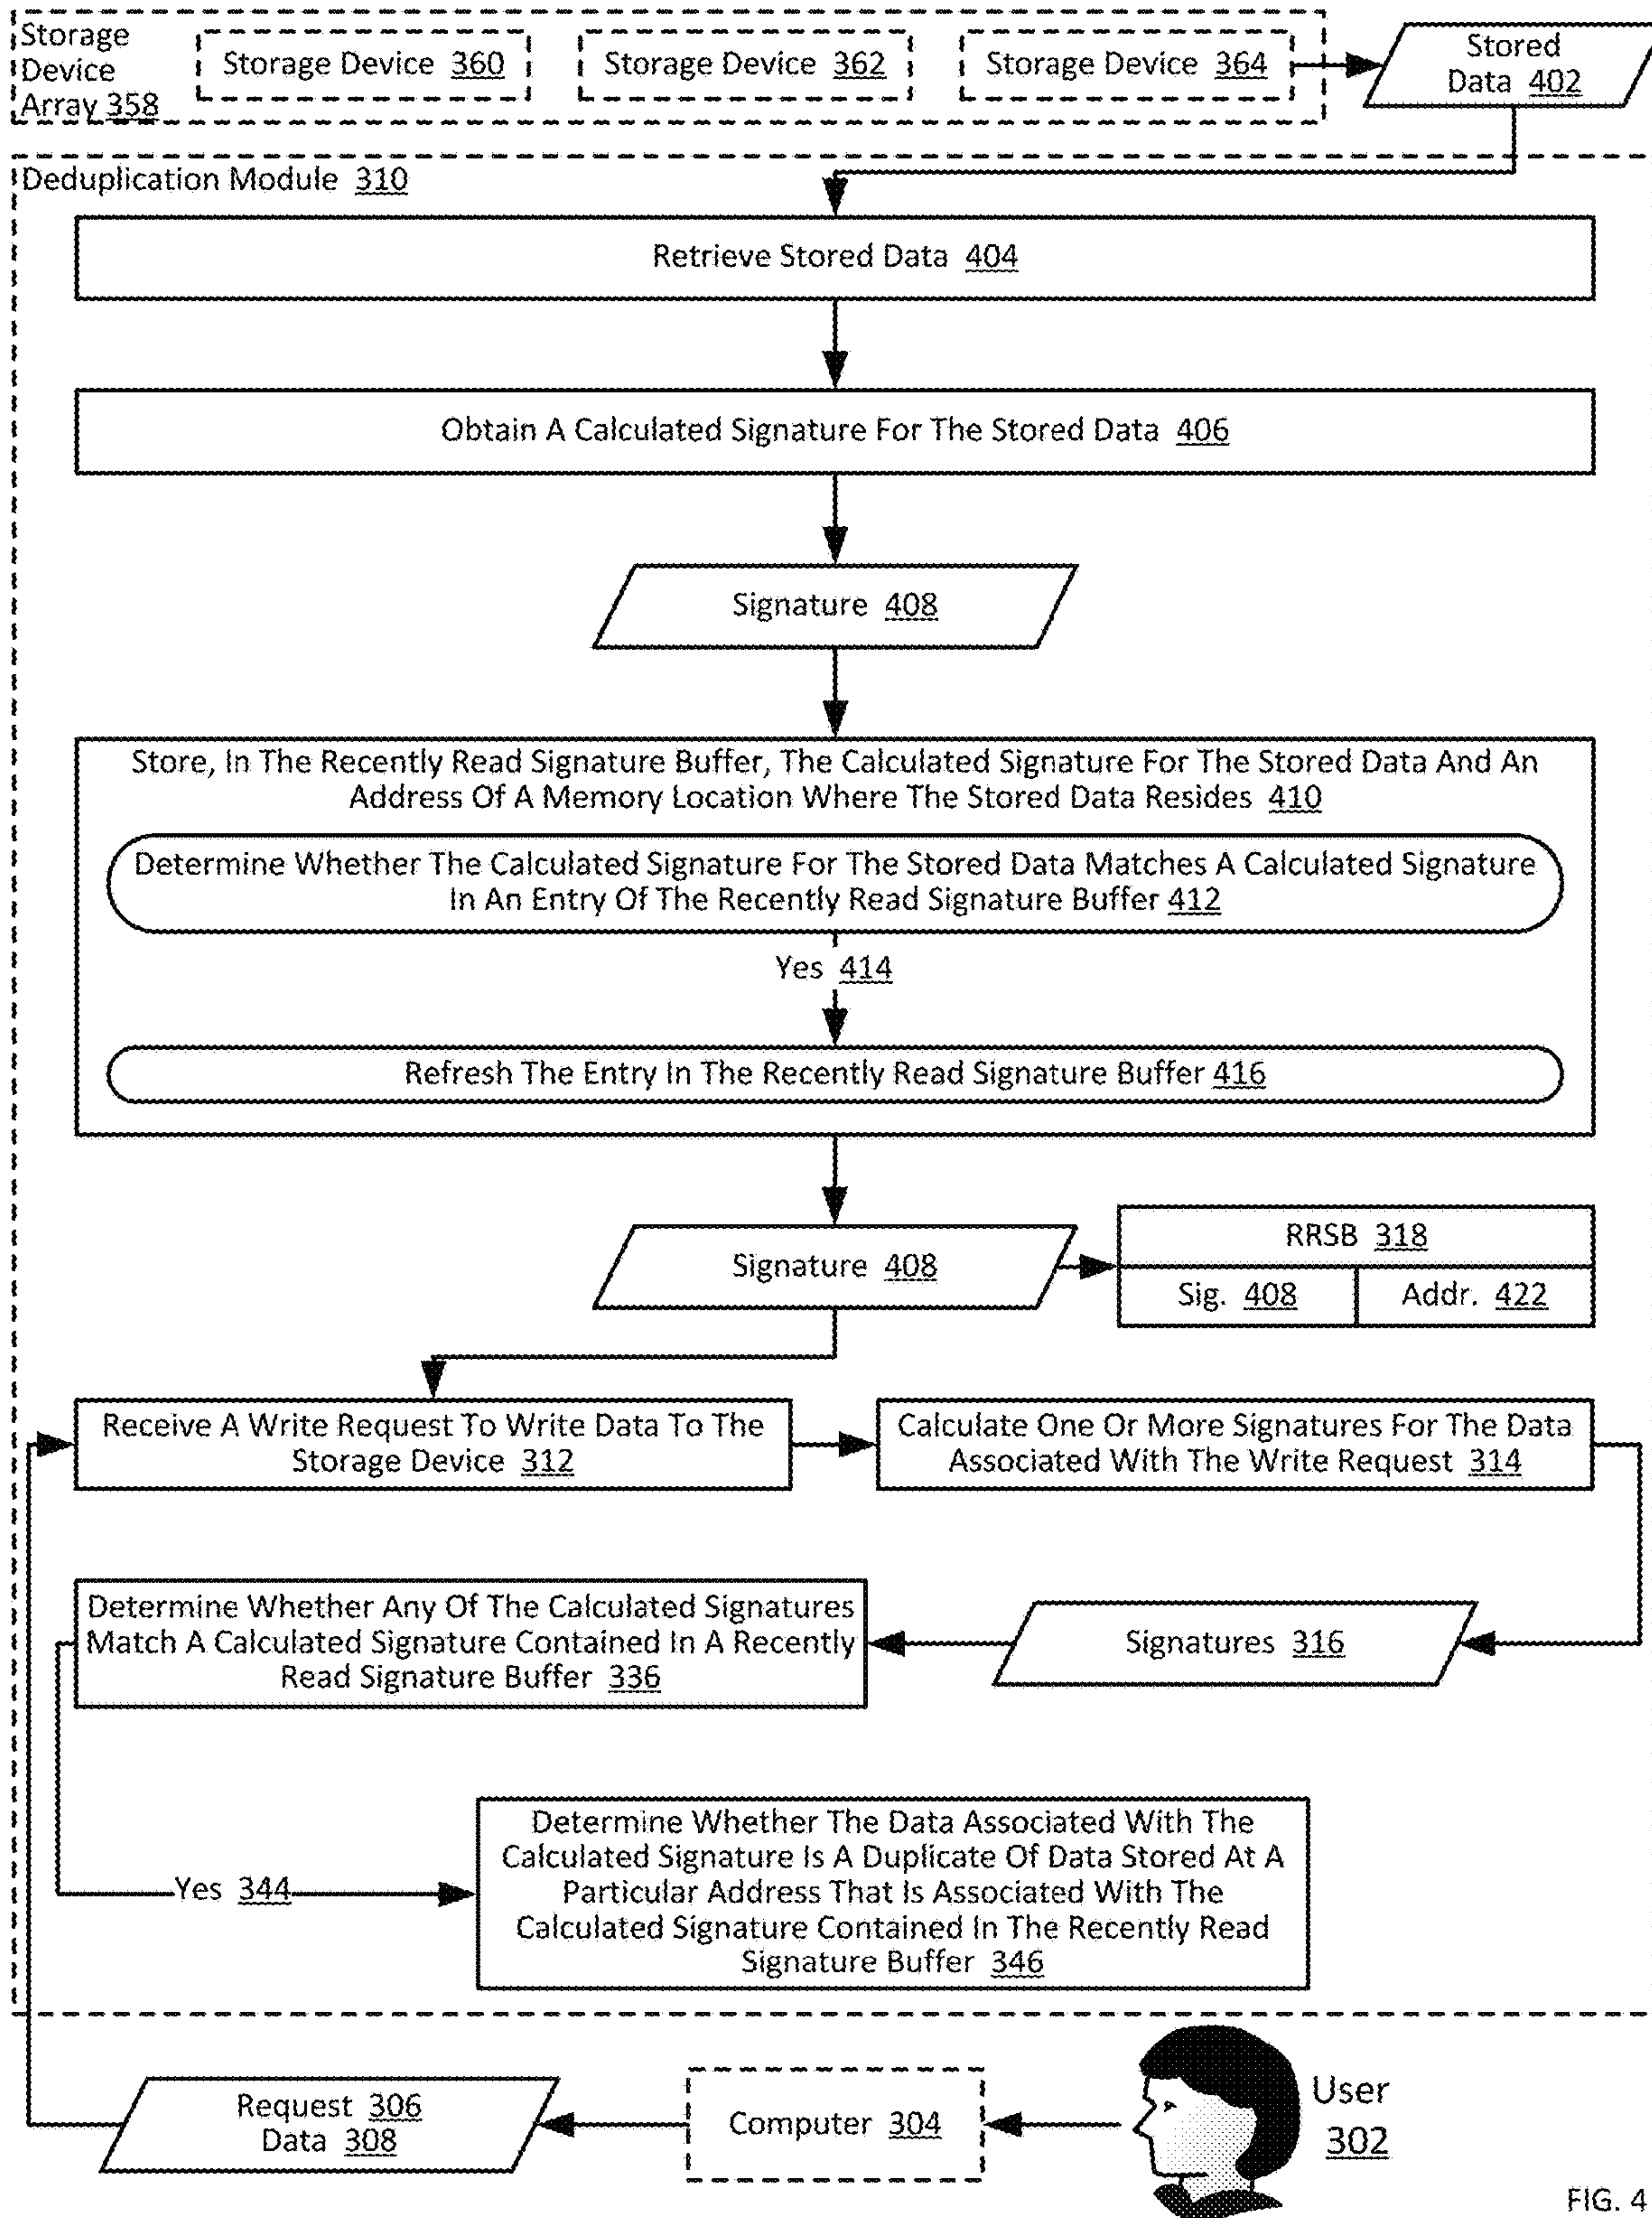 Storage
Device
Array 358
Storage Device 360
Storage Device 362
Storage Device 364
Stored
Data 402
Deduplication Module 310
Retrieve Stored Data 404
Obtain A Calculated Signature For The Stored Data 406
Signature 408
Store, In The Recently Read Signature Buffer, The Calculated Signature For The Stored Data And An
Address Of A Memory Location Where The Stored Data Resides 410
Determine Whether The Calculated Signature For The Stored Data Matches A Calculated Signature
In An Entry Of The Recently Read Signature Buffer 412
Yes 414
Refresh The Entry In The Recently Read Signature Buffer 416
Signature 408
RRSB 318
Sig. 408
Addr. 422
Receive A Write Request To Write Data To The
Storage Device 312
Calculate One Or More Signatures For The Data
Associated With The Write Request 314
Determine Whether Any Of The Calculated Signatures
Match A Calculated Signature Contained In A Recently
Read Signature Buffer 336
Signatures 316
Yes 344
Determine Whether The Data Associated With The
Calculated Signature Is A Duplicate Of Data Stored At A
Particular Address That Is Associated With The
Calculated Signature Contained In The Recently Read
Signature Buffer 346
Request 306
Data 308
Computer 304
User
302
FIG. 4